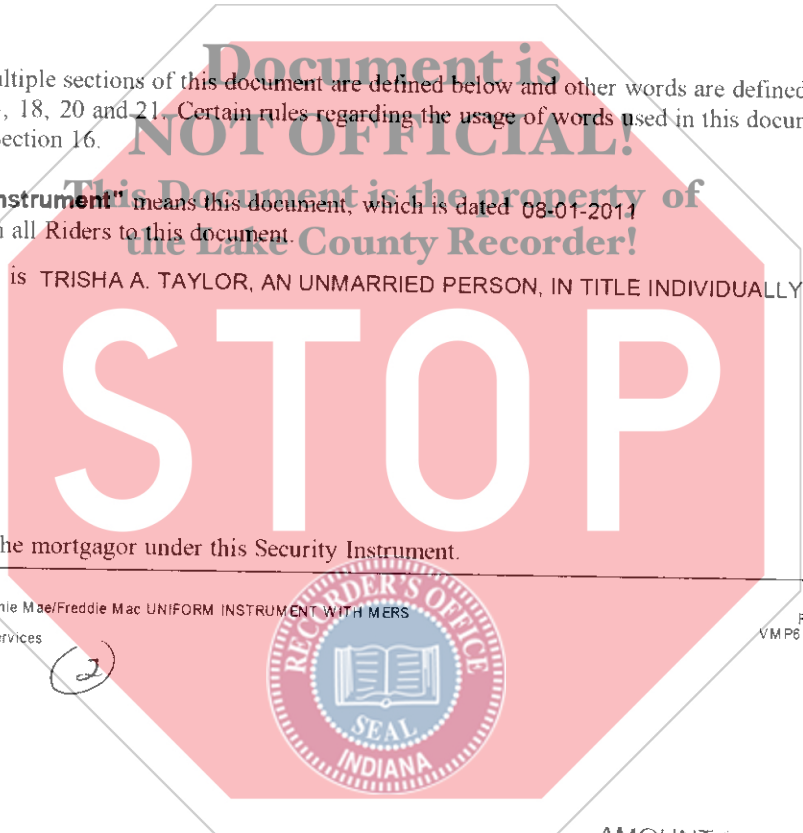 Document is
ultiple sections of this document are defined below and other words are defined
, 18, 20 and 21. Certain rules regarding the usage of words used in this docum
NOT OFFICIAL!
ection 16.
This Document is the property of
nstrument" means this document, which is dated 08-01-2011
all Riders to this document.
the Lake County Recorder!
is TRISHA A. TAYLOR, AN UNMARRIED PERSON, IN TITLE INDIVIDUALLY
STOP
he mortgagor under this Security Instrument.
nie Mae/Freddie Mac UNIFORM INSTRUMENT WITH MERS
ervices
VMP6
2
RECORDER'S OFFICE
SEAL
INDIANA